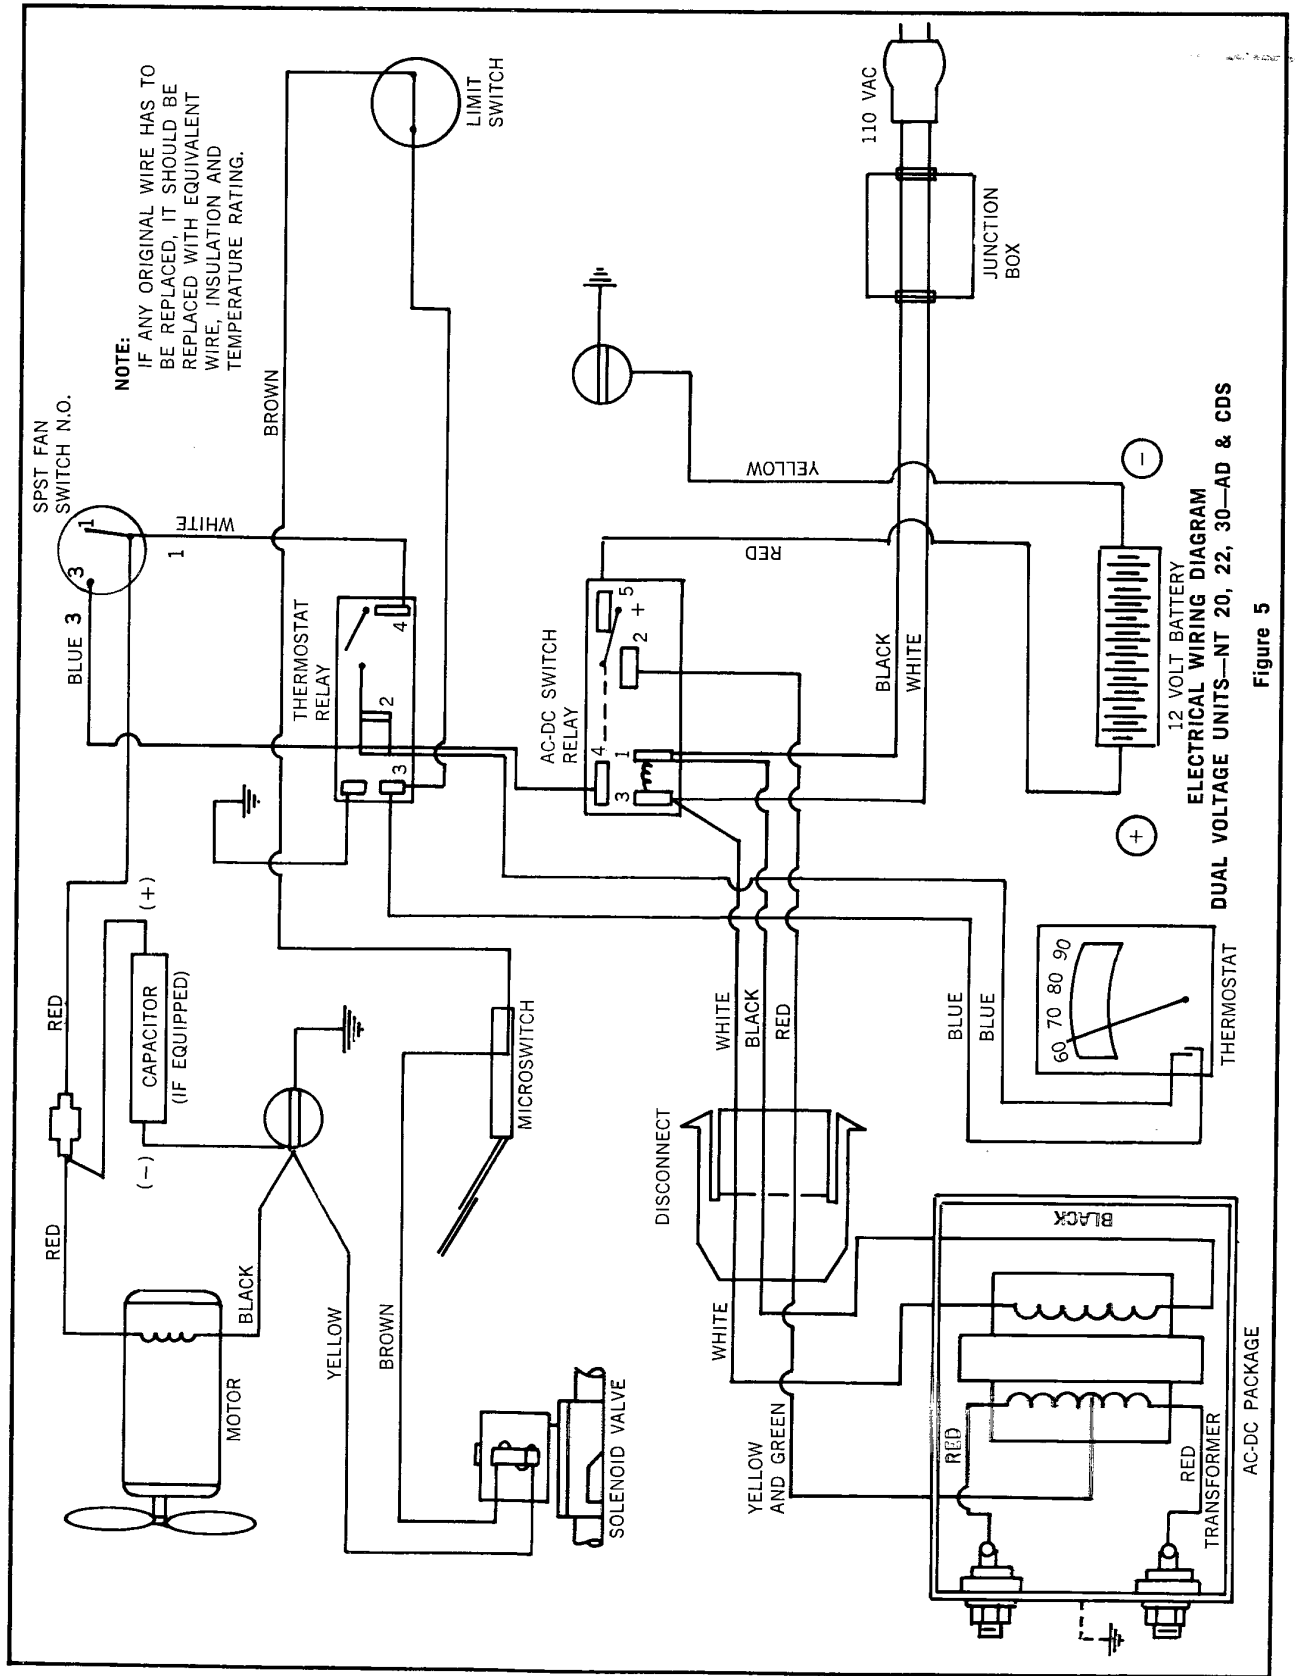 SPST FAN
SWITCH N.O.
NOTE:
IF ANY ORIGINAL WIRE HAS TO
BE REPLACED, IT SHOULD BE
REPLACED WITH EQUIVALENT
WIRE, INSULATION AND
TEMPERATURE RATING.
RED
RED
BLUE 3
3
1
WHITE
1
BROWN
LIMIT
SWITCH
MOTOR
BLACK
(−)
CAPACITOR
(IF EQUIPPED)
(+)
THERMOSTAT
RELAY
2
3
4
YELLOW
BROWN
MICROSWITCH
SOLENOID VALVE
AC-DC SWITCH
RELAY
4
5
+
3
1
2
DISCONNECT
WHITE
WHITE
BLACK
RED
YELLOW
AND GREEN
RED
YELLOW
110 VAC
JUNCTION
BOX
BLACK
WHITE
BLUE
BLUE
60 70 80 90
THERMOSTAT
BLACK
RED
RED
TRANSFORMER
AC-DC PACKAGE
+
−
12 VOLT BATTERY
ELECTRICAL WIRING DIAGRAM
DUAL VOLTAGE UNITS—NT 20, 22, 30—AD & CDS
Figure 5